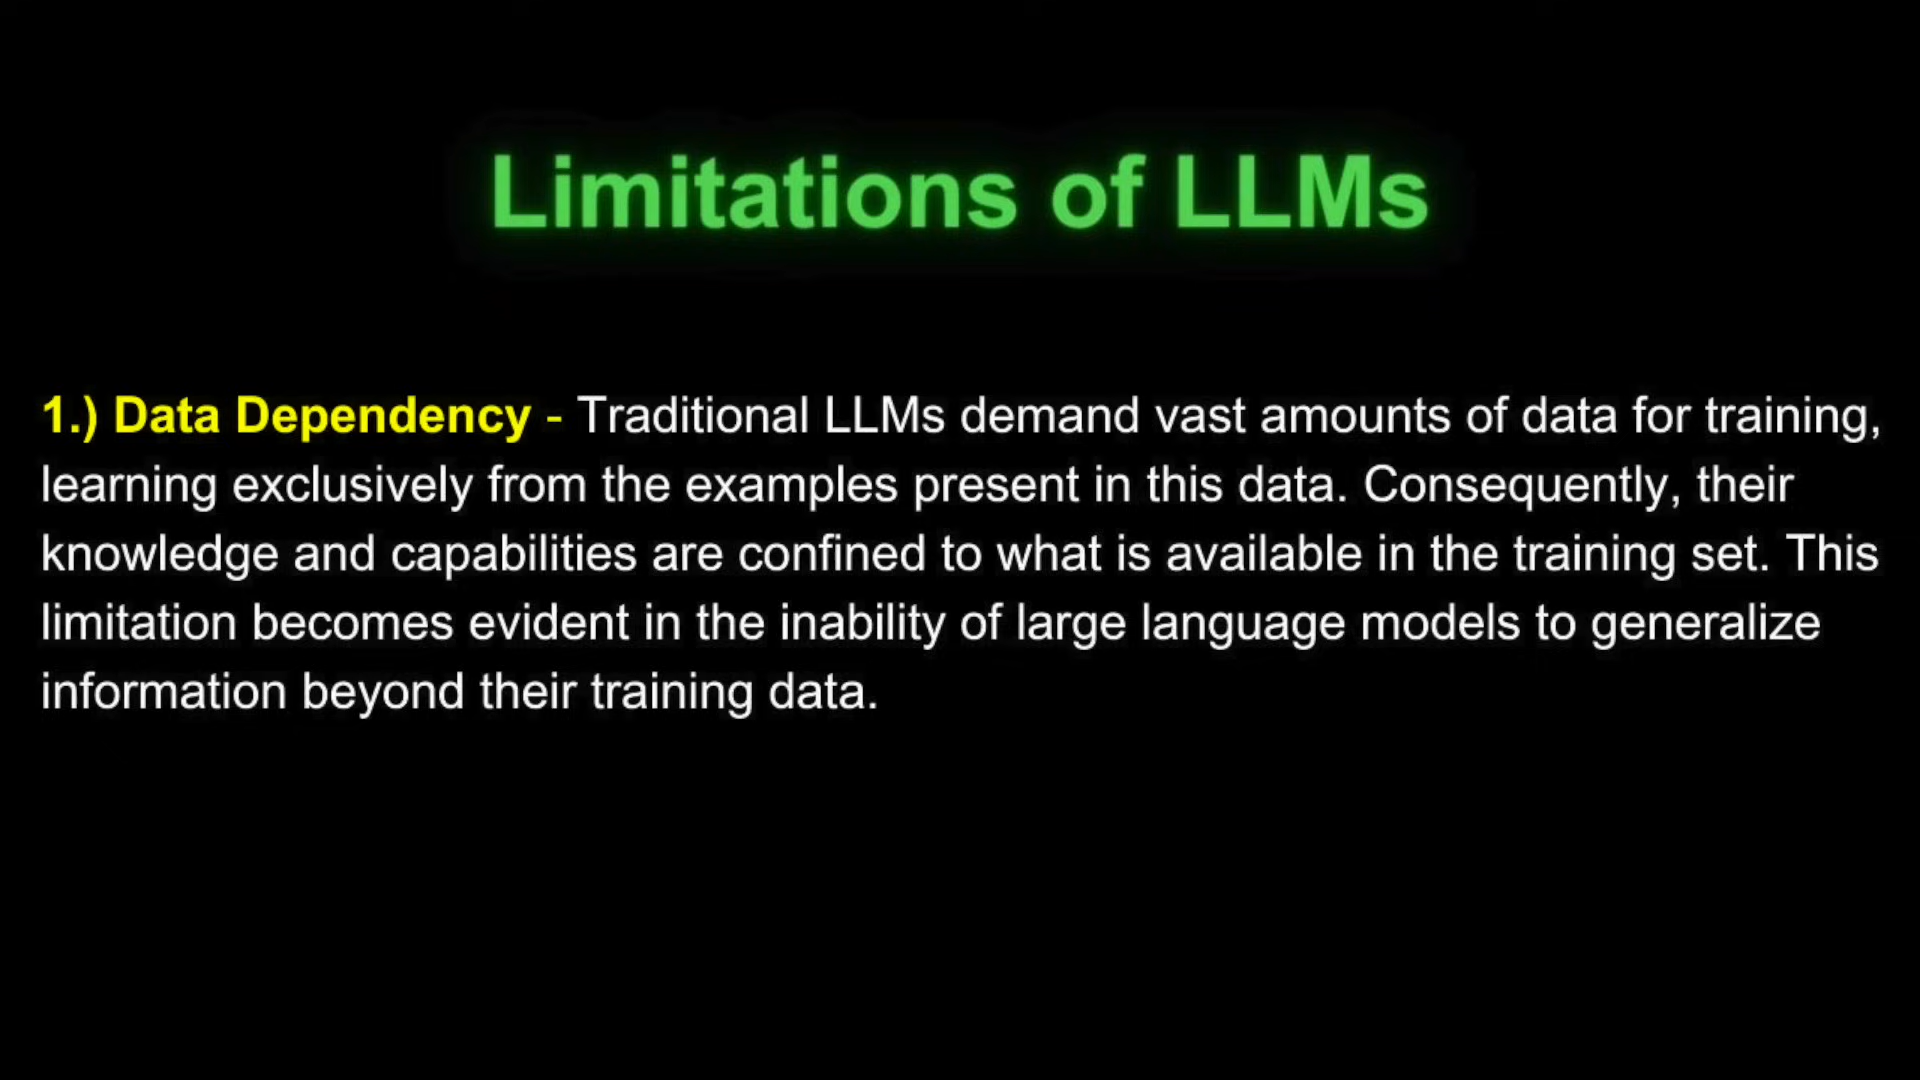 Limitations of LLMs
1.) Data Dependency - Traditional LLMs demand vast amounts of data for training,
learning exclusively from the examples present in this data. Consequently, their
knowledge and capabilities are confined to what is available in the training set. This
limitation becomes evident in the inability of large language models to generalize
information beyond their training data.